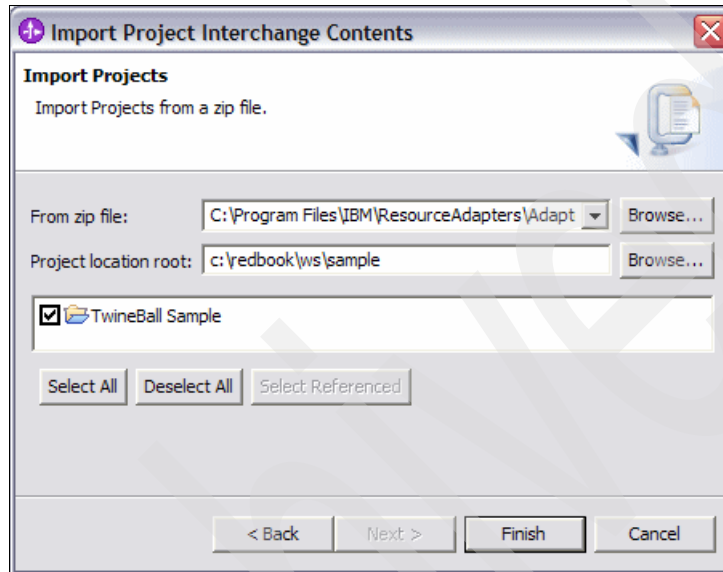 Import Project Interchange Contents
Import Projects
Import Projects from a zip file.
From zip file: C:\Program Files\IBM\ResourceAdapters\Adapt Browse...
Project location root: c:\redbook\ws\sample Browse...
TwineBall Sample
Select All Deselect All Select Referenced
< Back Next > Finish Cancel